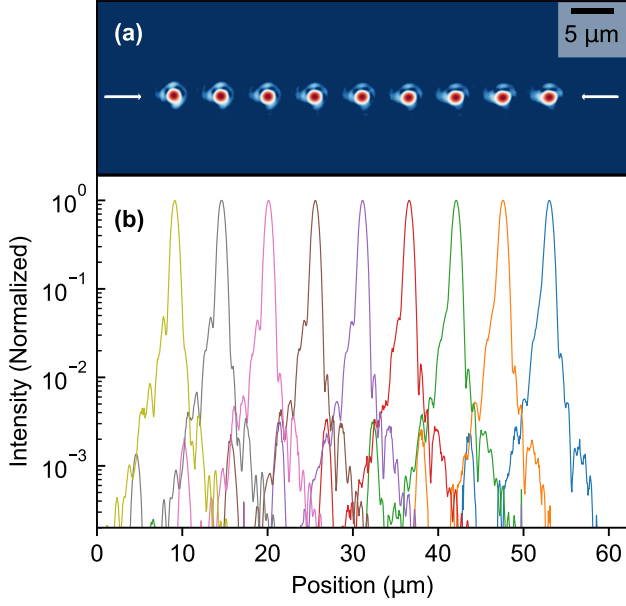 (a)
5 µm
(b)
Intensity (Normalized)
10⁰
10⁻¹
10⁻²
10⁻³
0 10 20 30 40 50 60
Position (µm)